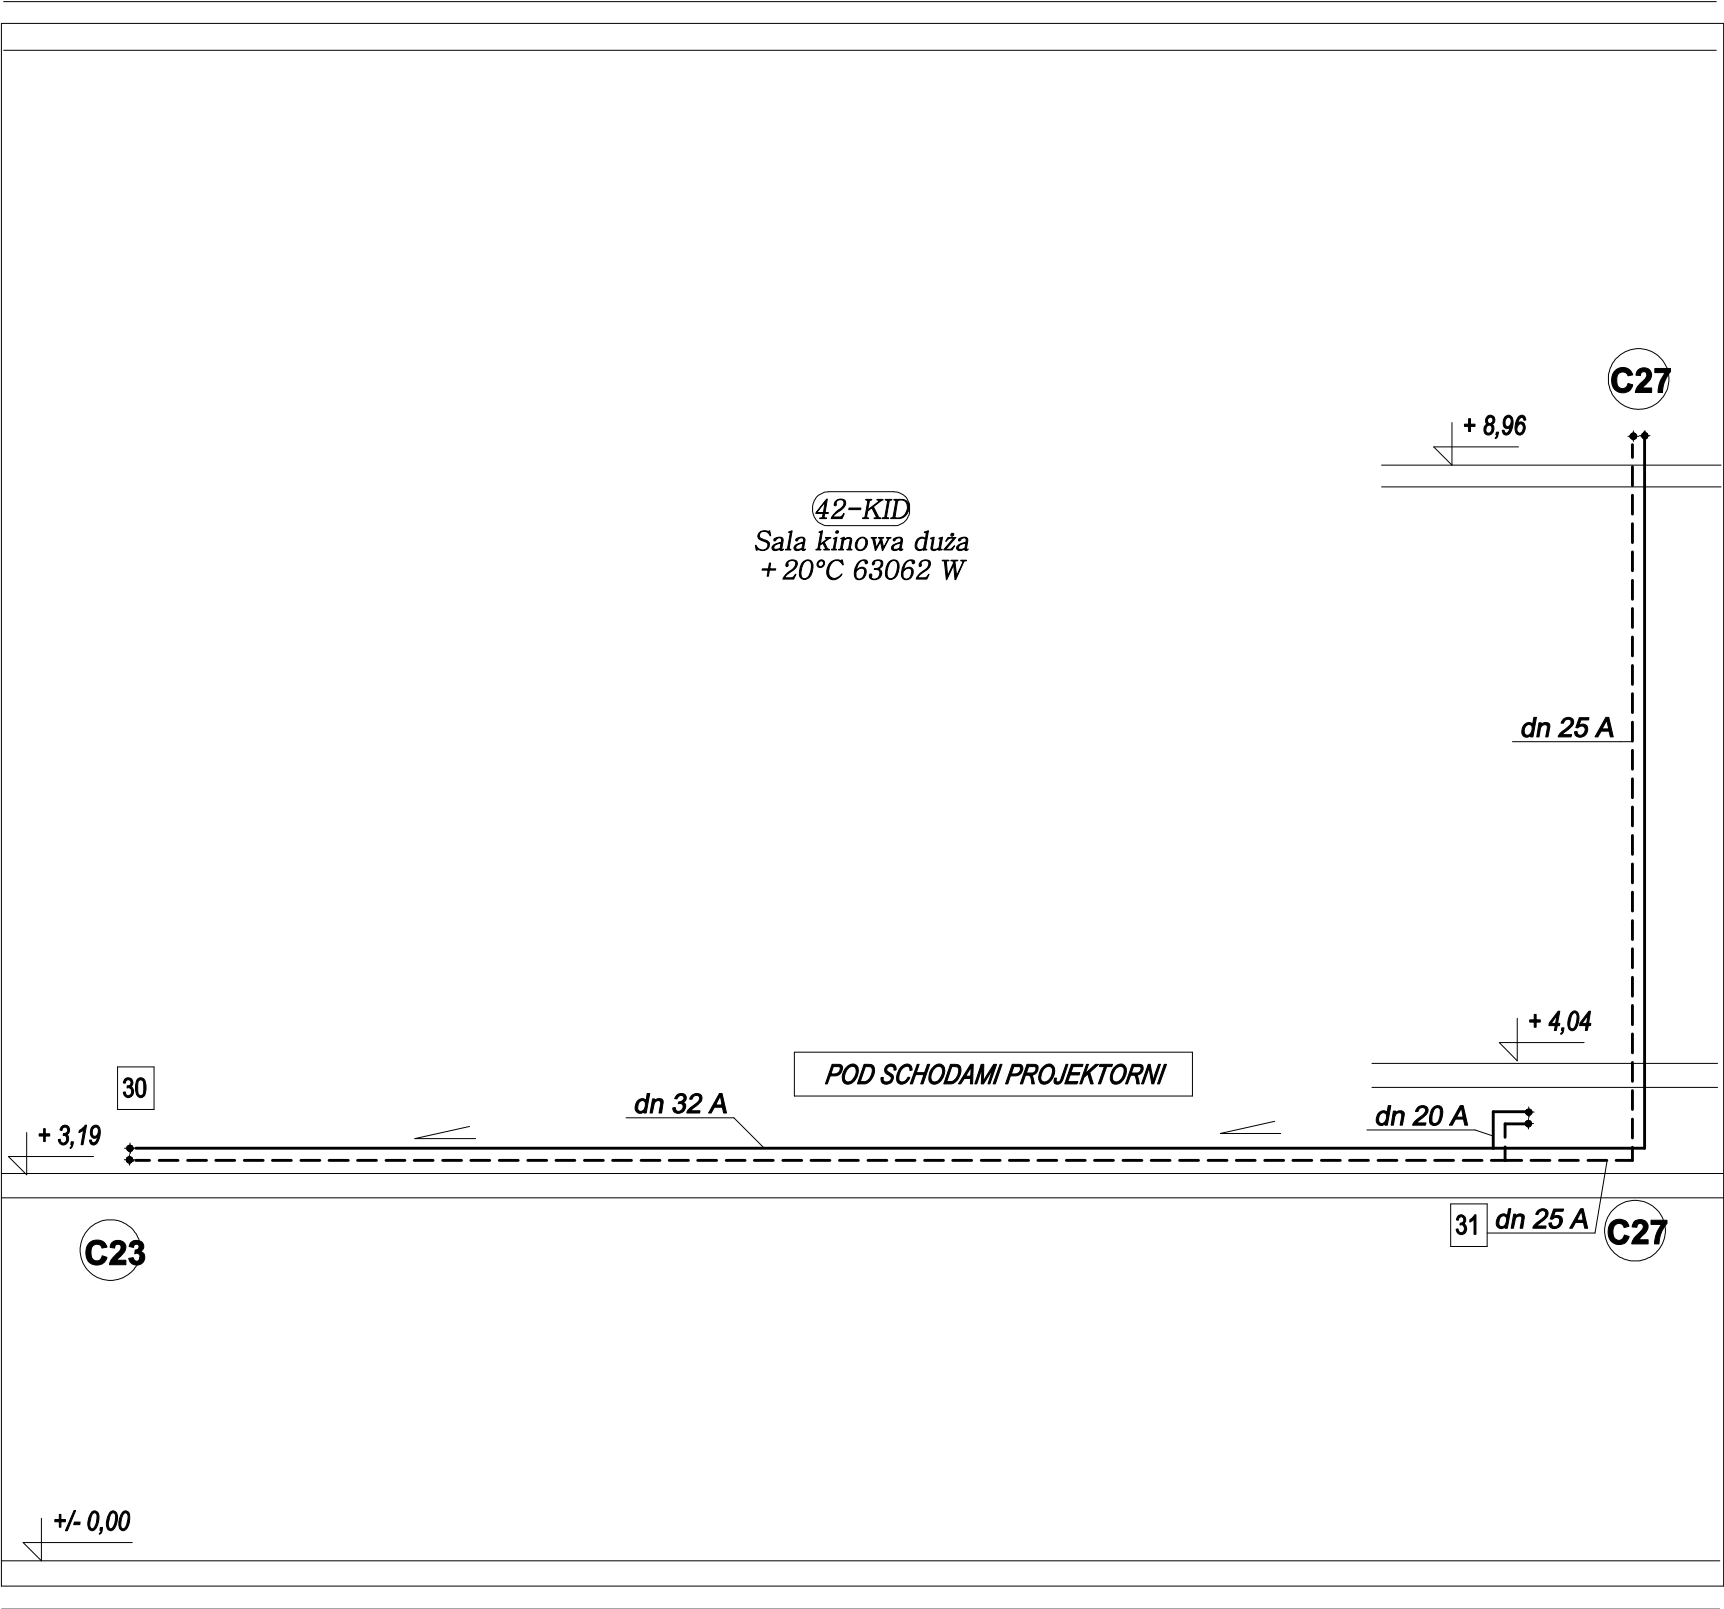 C27
+ 8,96
42-KID
Sala kinowa duża
+ 20°C 63062 W
dn 25 A
+ 4,04
POD SCHODAMI PROJEKTORNI
30
dn 32 A
dn 20 A
+ 3,19
31
dn 25 A
C27
C23
+/- 0,00